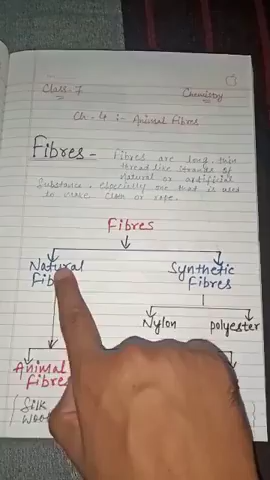 Class. 7
Chemistry
Ch. 4 :- Animal Fibres
Fibres - Fibres are long, thin
thread like strands of
natural or artificial
substance, especially one that is used
to make cloth or rope.
Fibres
Natural
Synthetic
Fibres
Nylon
polyester
Animal
Fibres
Silk